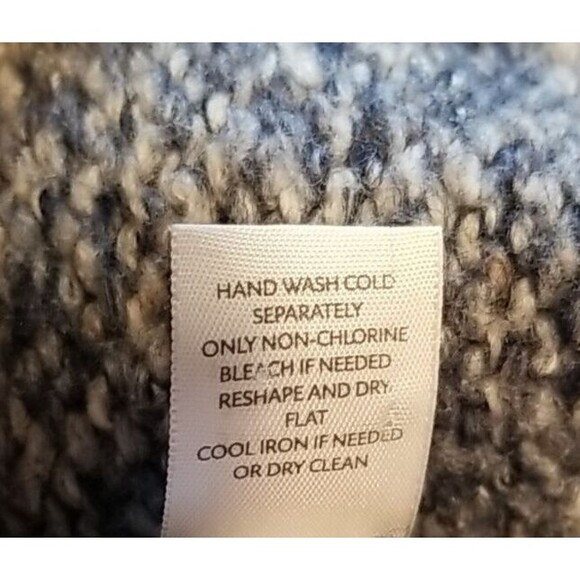 HAND WASH COLD
SEPARATELY
ONLY NON-CHLORINE
BLEACH IF NEEDED
RESHAPE AND DRY
FLAT
COOL IRON IF NEEDED
OR DRY CLEAN